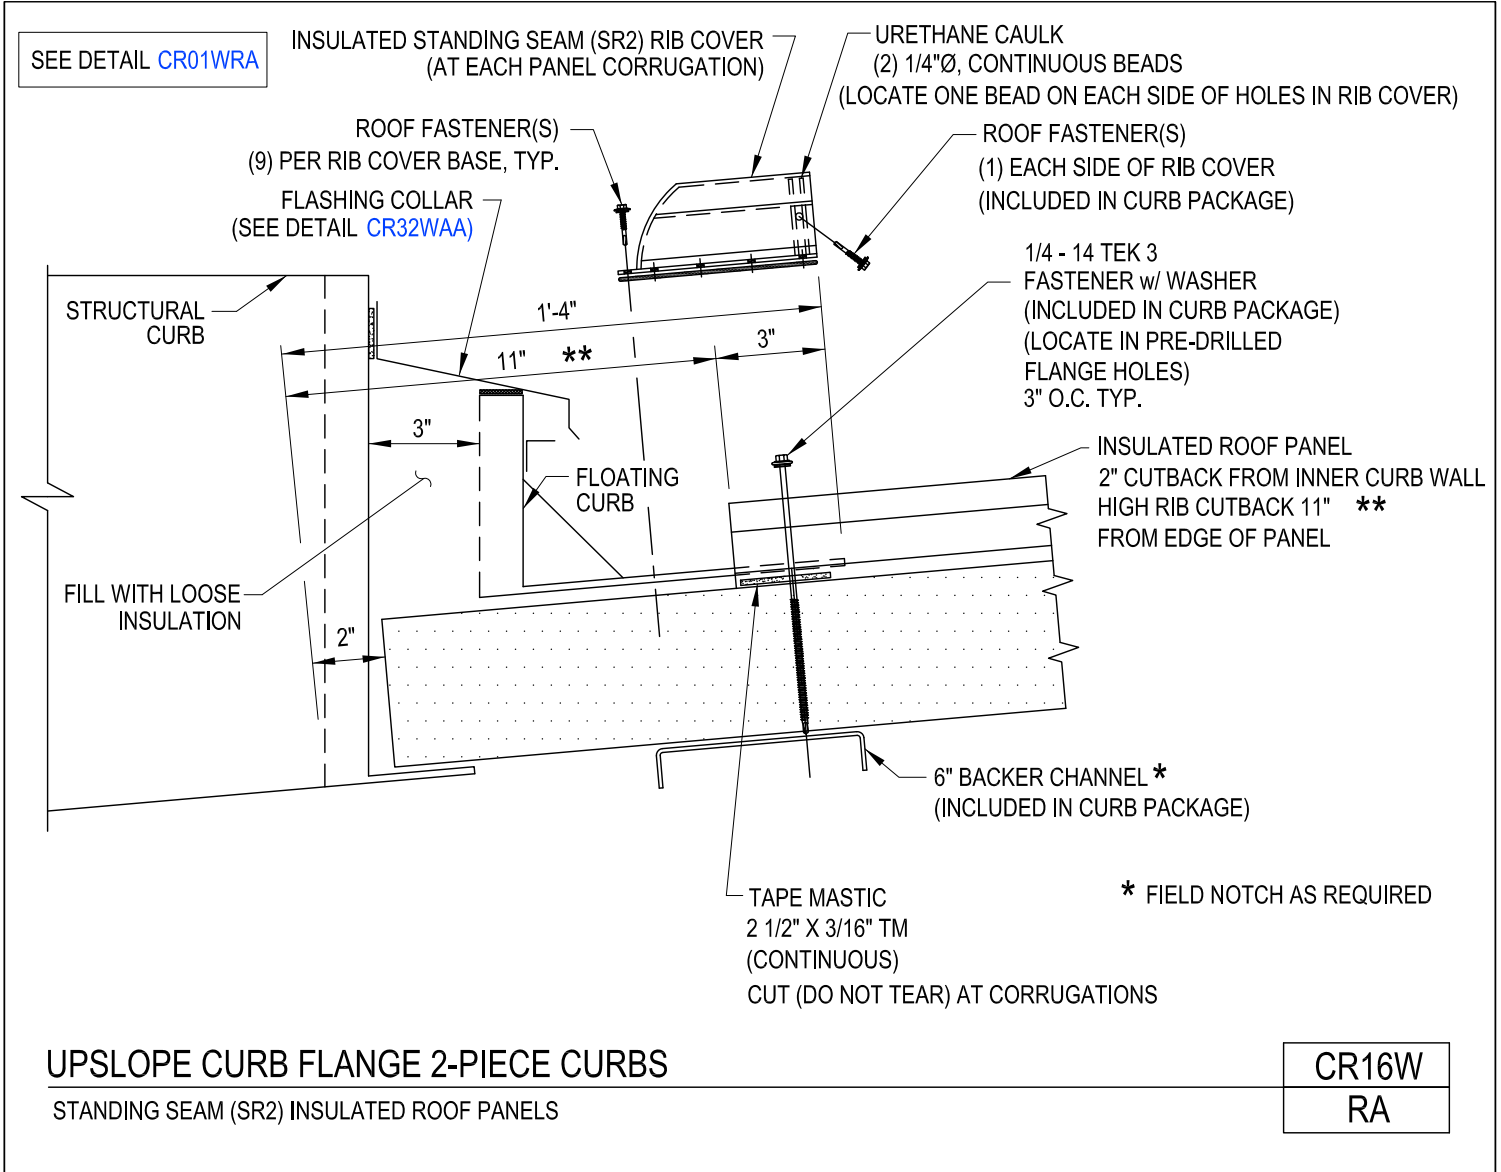 SEE DETAIL CR01WRA
INSULATED STANDING SEAM (SR2) RIB COVER
(AT EACH PANEL CORRUGATION)
URETHANE CAULK
(2) 1/4"Ø, CONTINUOUS BEADS
(LOCATE ONE BEAD ON EACH SIDE OF HOLES IN RIB COVER)
ROOF FASTENER(S)
(9) PER RIB COVER BASE, TYP.
ROOF FASTENER(S)
(1) EACH SIDE OF RIB COVER
(INCLUDED IN CURB PACKAGE)
FLASHING COLLAR
(SEE DETAIL CR32WAA)
1/4 - 14 TEK 3
FASTENER w/ WASHER
(INCLUDED IN CURB PACKAGE)
(LOCATE IN PRE-DRILLED
FLANGE HOLES)
3" O.C. TYP.
STRUCTURAL
CURB
1'-4"
11" **
3"
3"
FLOATING
CURB
INSULATED ROOF PANEL
2" CUTBACK FROM INNER CURB WALL
HIGH RIB CUTBACK 11" **
FROM EDGE OF PANEL
FILL WITH LOOSE
INSULATION
2"
6" BACKER CHANNEL *
(INCLUDED IN CURB PACKAGE)
TAPE MASTIC
2 1/2" X 3/16" TM
(CONTINUOUS)
CUT (DO NOT TEAR) AT CORRUGATIONS
* FIELD NOTCH AS REQUIRED
UPSLOPE CURB FLANGE 2-PIECE CURBS
STANDING SEAM (SR2) INSULATED ROOF PANELS
CR16W
RA